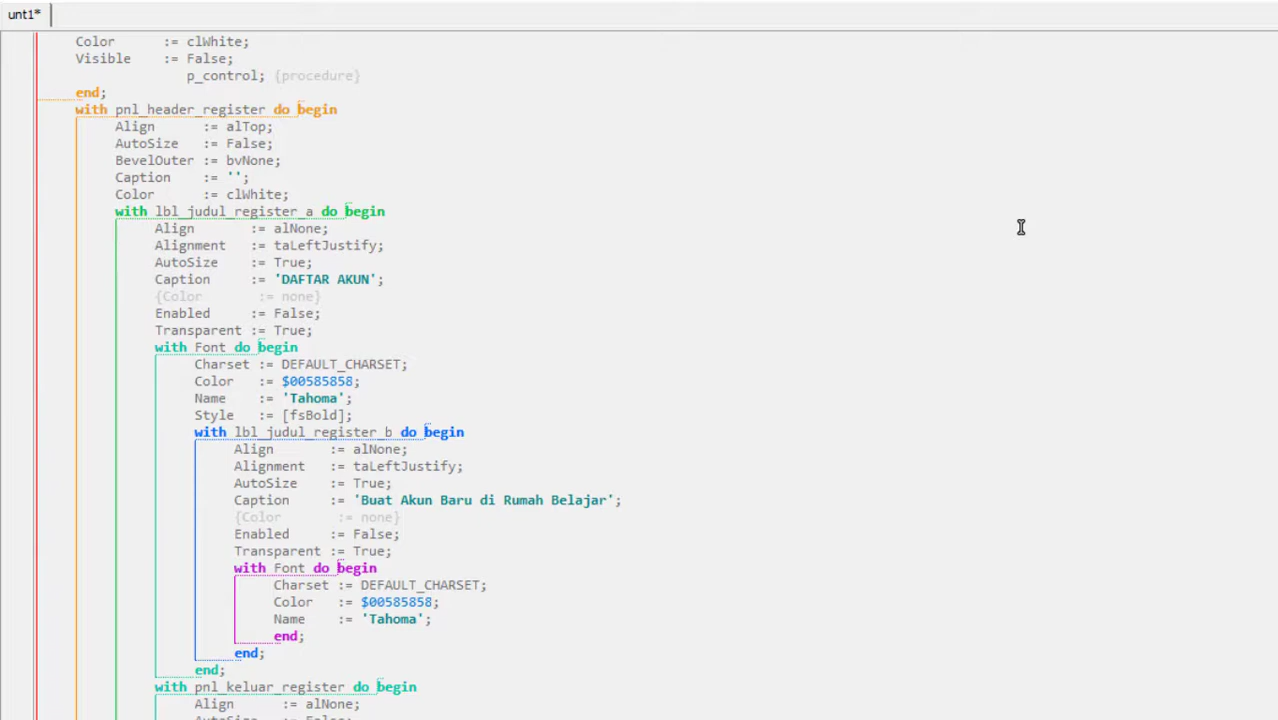 unt1*
Color := clWhite;
Visible := False;
p_control; {procedure}
end;
with pnl_header_register do begin
Align := alTop;
AutoSize := False;
BevelOuter := bvNone;
Caption := '';
Color := clWhite;
with lbl_judul_register_a do begin
Align := alNone;
Alignment := taLeftJustify;
AutoSize := True;
Caption := 'DAFTAR AKUN';
{Color := none}
Enabled := False;
Transparent := True;
with Font do begin
Charset := DEFAULT_CHARSET;
Color := $00585858;
Name := 'Tahoma';
Style := [fsBold];
with lbl_judul_register_b do begin
Align := alNone;
Alignment := taLeftJustify;
AutoSize := True;
Caption := 'Buat Akun Baru di Rumah Belajar';
{Color := none}
Enabled := False;
Transparent := True;
with Font do begin
Charset := DEFAULT_CHARSET;
Color := $00585858;
Name := 'Tahoma';
end;
end;
end;
with pnl_keluar_register do begin
Align := alNone;